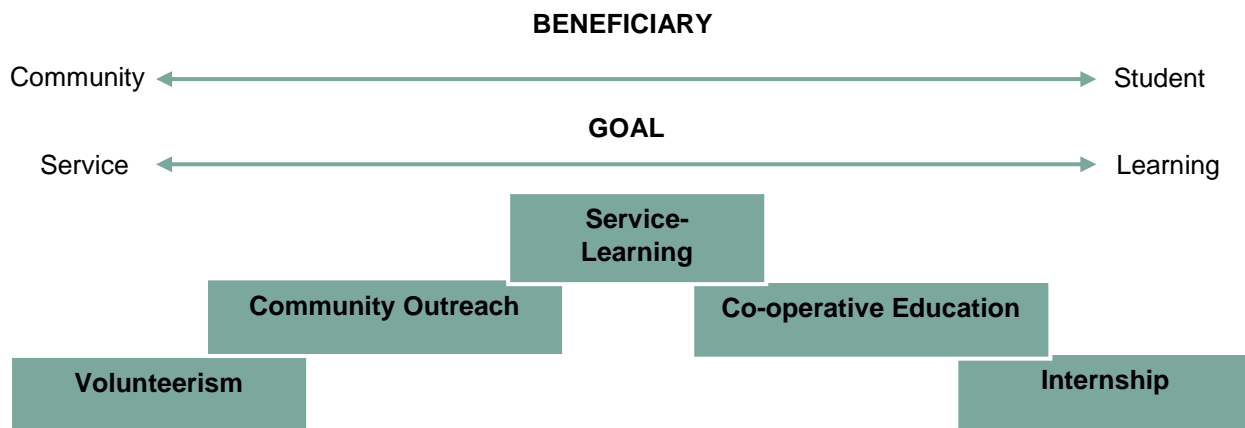 BENEFICIARY
Community
Student
GOAL
Service
Learning
Service-
Learning
Community Outreach
Co-operative Education
Volunteerism
Internship